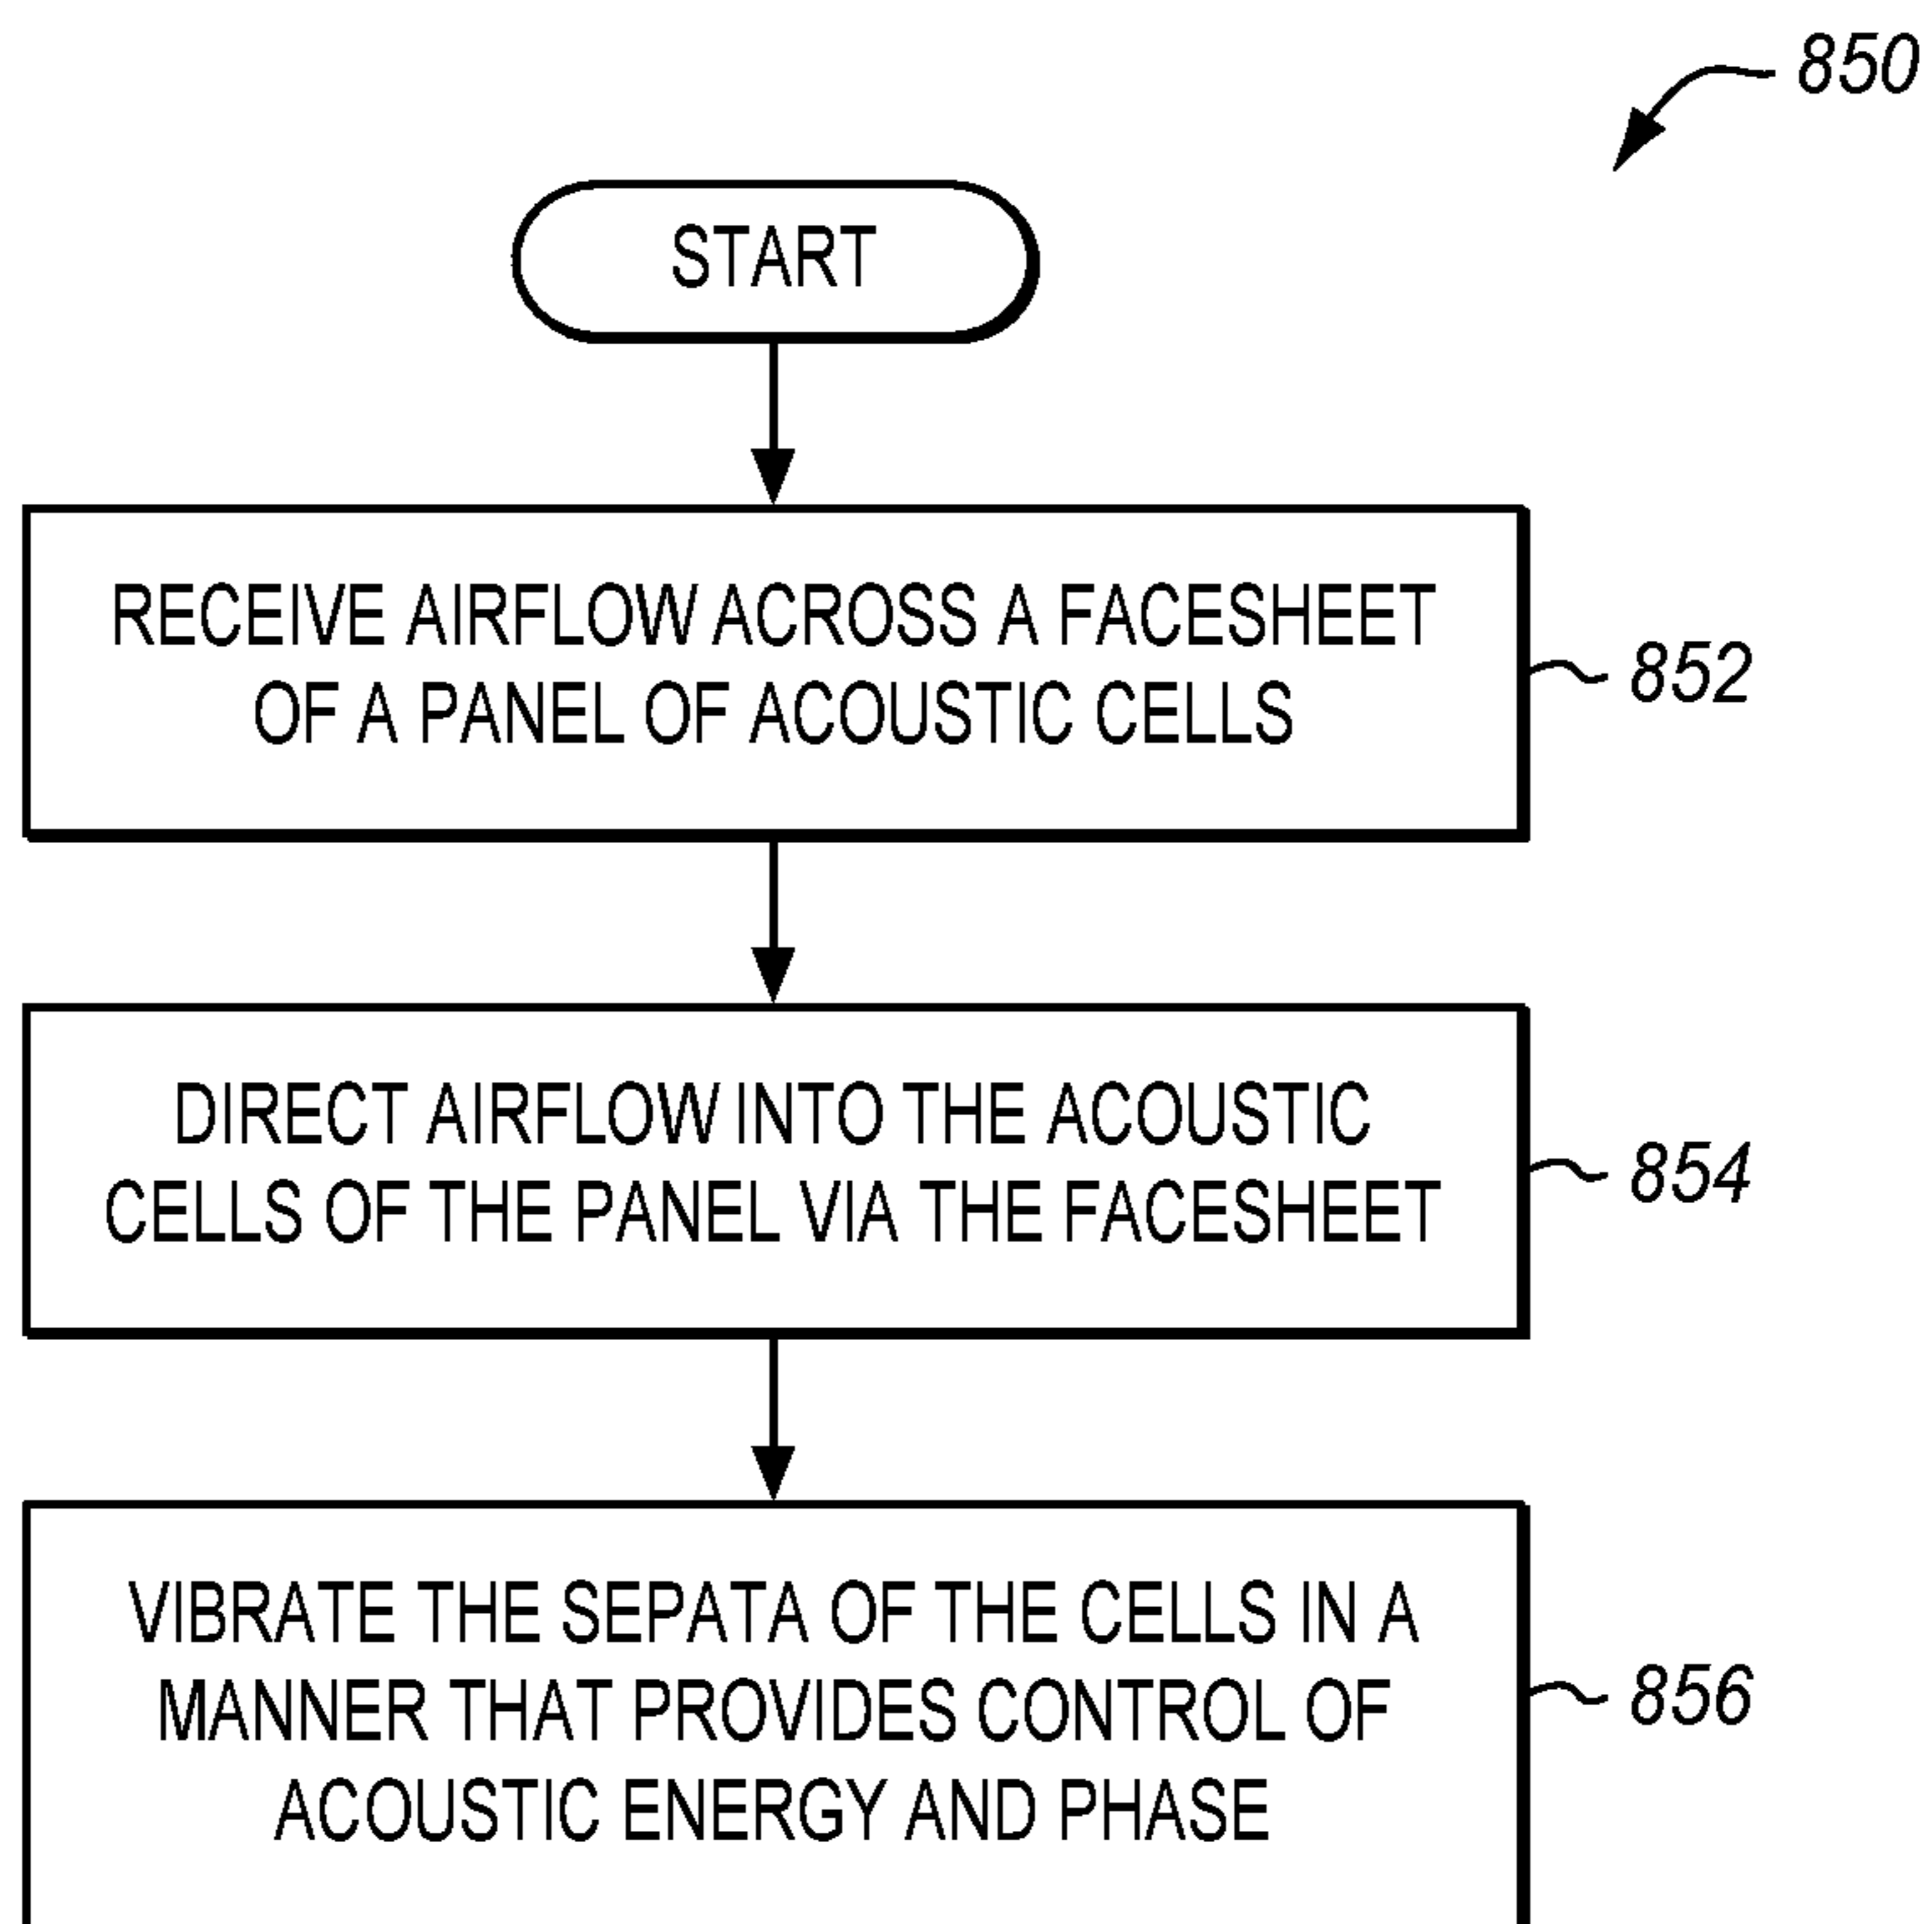 850
START
RECEIVE AIRFLOW ACROSS A FACESHEET
OF A PANEL OF ACOUSTIC CELLS
852
DIRECT AIRFLOW INTO THE ACOUSTIC
CELLS OF THE PANEL VIA THE FACESHEET
854
VIBRATE THE SEPATA OF THE CELLS IN A
MANNER THAT PROVIDES CONTROL OF
ACOUSTIC ENERGY AND PHASE
856